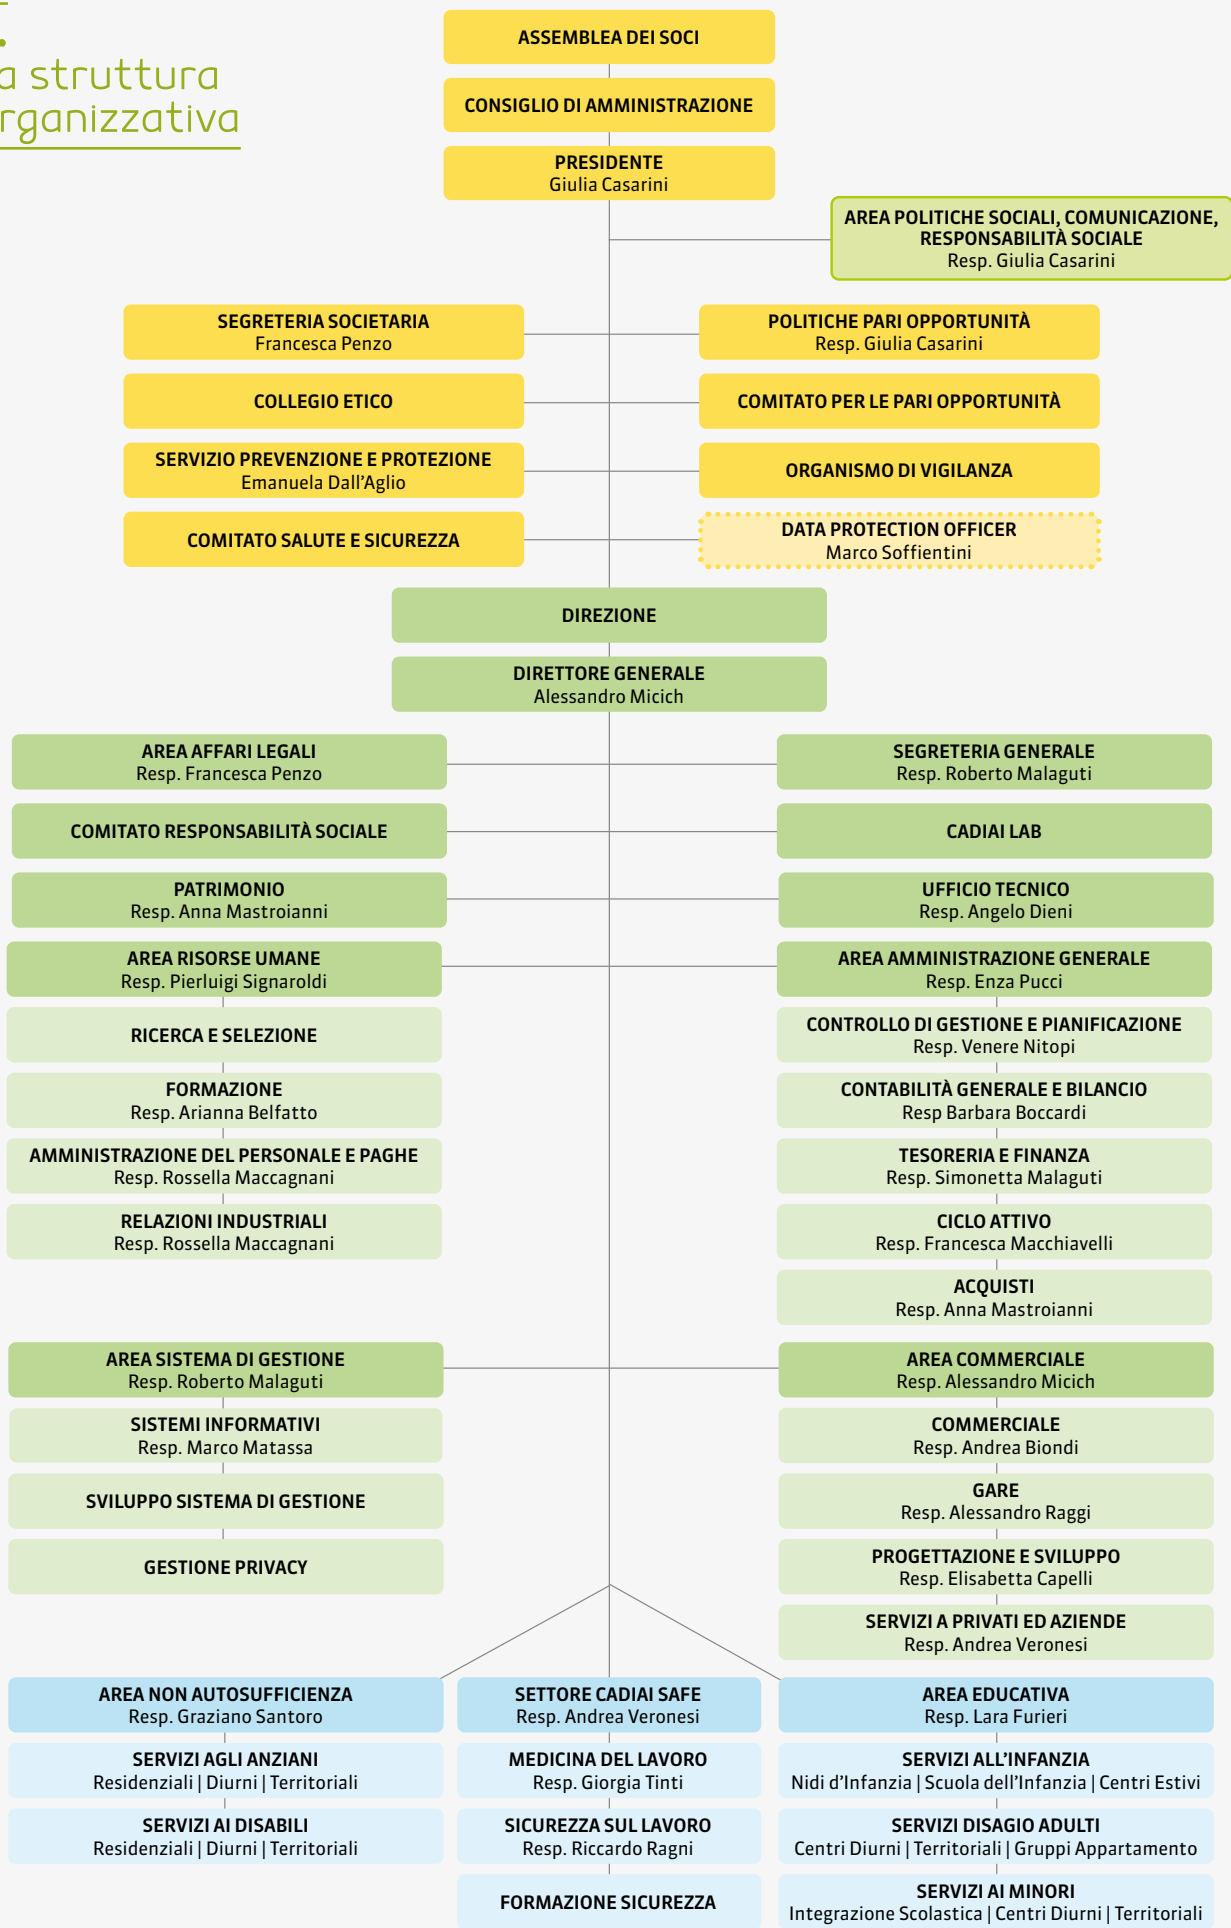 a struttura
rganizzativa
ASSEMBLEA DEI SOCI
CONSIGLIO DI AMMINISTRAZIONE
PRESIDENTE
Giulia Casarini
AREA POLITICHE SOCIALI, COMUNICAZIONE,
RESPONSABILITÀ SOCIALE
Resp. Giulia Casarini
SEGRETERIA SOCIETARIA
Francesca Penzo
POLITICHE PARI OPPORTUNITÀ
Resp. Giulia Casarini
COLLEGIO ETICO
COMITATO PER LE PARI OPPORTUNITÀ
SERVIZIO PREVENZIONE E PROTEZIONE
Emanuela Dall'Aglio
ORGANISMO DI VIGILANZA
COMITATO SALUTE E SICUREZZA
DATA PROTECTION OFFICER
Marco Soffientini
DIREZIONE
DIRETTORE GENERALE
Alessandro Micich
AREA AFFARI LEGALI
Resp. Francesca Penzo
SEGRETERIA GENERALE
Resp. Roberto Malaguti
COMITATO RESPONSABILITÀ SOCIALE
CADIAI LAB
PATRIMONIO
Resp. Anna Mastroianni
UFFICIO TECNICO
Resp. Angelo Dieni
AREA RISORSE UMANE
Resp. Pierluigi Signaroldi
RICERCA E SELEZIONE
FORMAZIONE
Resp. Arianna Belfatto
AMMINISTRAZIONE DEL PERSONALE E PAGHE
Resp. Rossella Maccagnani
RELAZIONI INDUSTRIALI
Resp. Rossella Maccagnani
AREA AMMINISTRAZIONE GENERALE
Resp. Enza Pucci
CONTROLLO DI GESTIONE E PIANIFICAZIONE
Resp. Venere Nitopi
CONTABILITÀ GENERALE E BILANCIO
Resp Barbara Boccardi
TESORERIA E FINANZA
Resp. Simonetta Malaguti
CICLO ATTIVO
Resp. Francesca Macchiavelli
ACQUISTI
Resp. Anna Mastroianni
AREA SISTEMA DI GESTIONE
Resp. Roberto Malaguti
SISTEMI INFORMATIVI
Resp. Marco Matassa
SVILUPPO SISTEMA DI GESTIONE
GESTIONE PRIVACY
AREA COMMERCIALE
Resp. Alessandro Micich
COMMERCIALE
Resp. Andrea Biondi
GARE
Resp. Alessandro Raggi
PROGETTAZIONE E SVILUPPO
Resp. Elisabetta Capelli
SERVIZI A PRIVATI ED AZIENDE
Resp. Andrea Veronesi
AREA NON AUTOSUFFICIENZA
Resp. Graziano Santoro
SERVIZI AGLI ANZIANI
Residenziali | Diurni | Territoriali
SERVIZI AI DISABILI
Residenziali | Diurni | Territoriali
SETTORE CADIAI SAFE
Resp. Andrea Veronesi
MEDICINA DEL LAVORO
Resp. Giorgia Tinti
SICUREZZA SUL LAVORO
Resp. Riccardo Ragni
FORMAZIONE SICUREZZA
AREA EDUCATIVA
Resp. Lara Furieri
SERVIZI ALL'INFANZIA
Nidi d'Infanzia | Scuola dell'Infanzia | Centri Estivi
SERVIZI DISAGIO ADULTI
Centri Diurni | Territoriali | Gruppi Appartamento
SERVIZI AI MINORI
Integrazione Scolastica | Centri Diurni | Territoriali